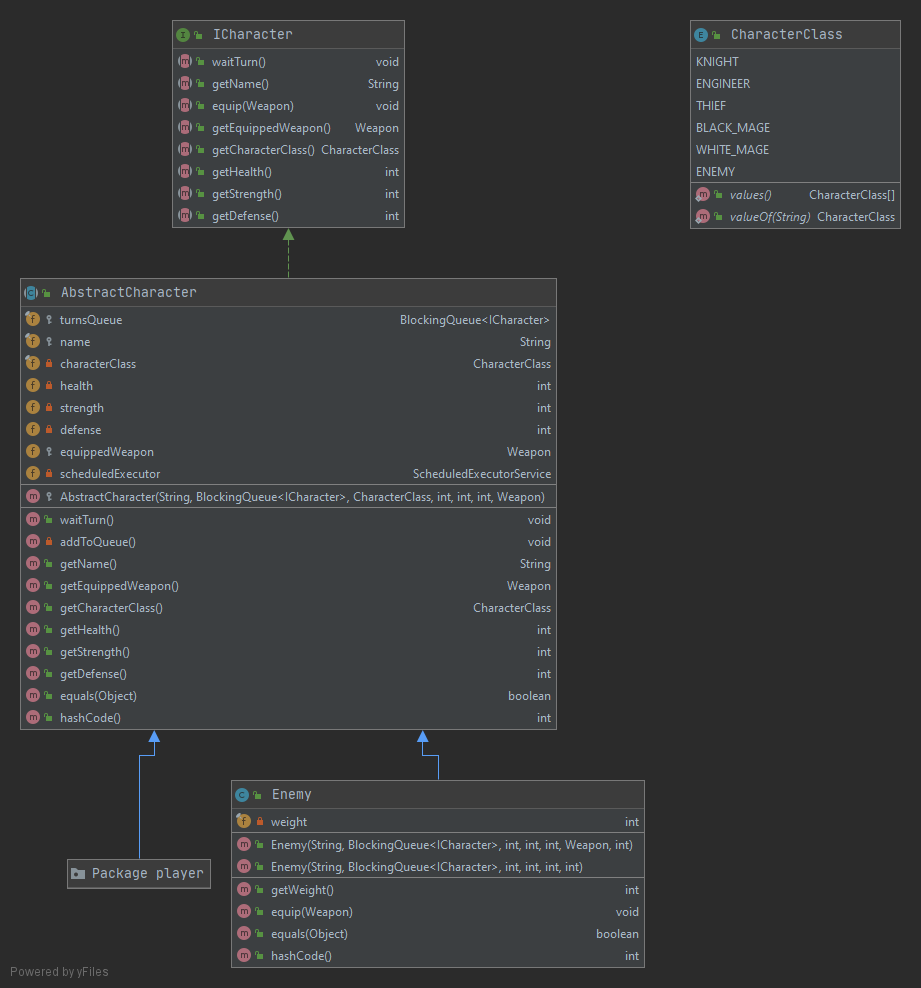 ICharacter
waitTurn() void
getName() String
equip(Weapon) void
getEquippedWeapon() Weapon
getCharacterClass() CharacterClass
getHealth() int
getStrength() int
getDefense() int
CharacterClass
KNIGHT
ENGINEER
THIEF
BLACK_MAGE
WHITE_MAGE
ENEMY
values() CharacterClass[]
valueOf(String) CharacterClass
AbstractCharacter
turnsQueue BlockingQueue<ICharacter>
name String
characterClass CharacterClass
health int
strength int
defense int
equippedWeapon Weapon
scheduledExecutor ScheduledExecutorService
AbstractCharacter(String, BlockingQueue<ICharacter>, CharacterClass, int, int, int, Weapon)
waitTurn() void
addToQueue() void
getName() String
getEquippedWeapon() Weapon
getCharacterClass() CharacterClass
getHealth() int
getStrength() int
getDefense() int
equals(Object) boolean
hashCode() int
Enemy
weight int
Enemy(String, BlockingQueue<ICharacter>, int, int, int, Weapon, int)
Enemy(String, BlockingQueue<ICharacter>, int, int, int, int)
getWeight() int
equip(Weapon) void
equals(Object) boolean
hashCode() int
Package player
Powered by yFiles